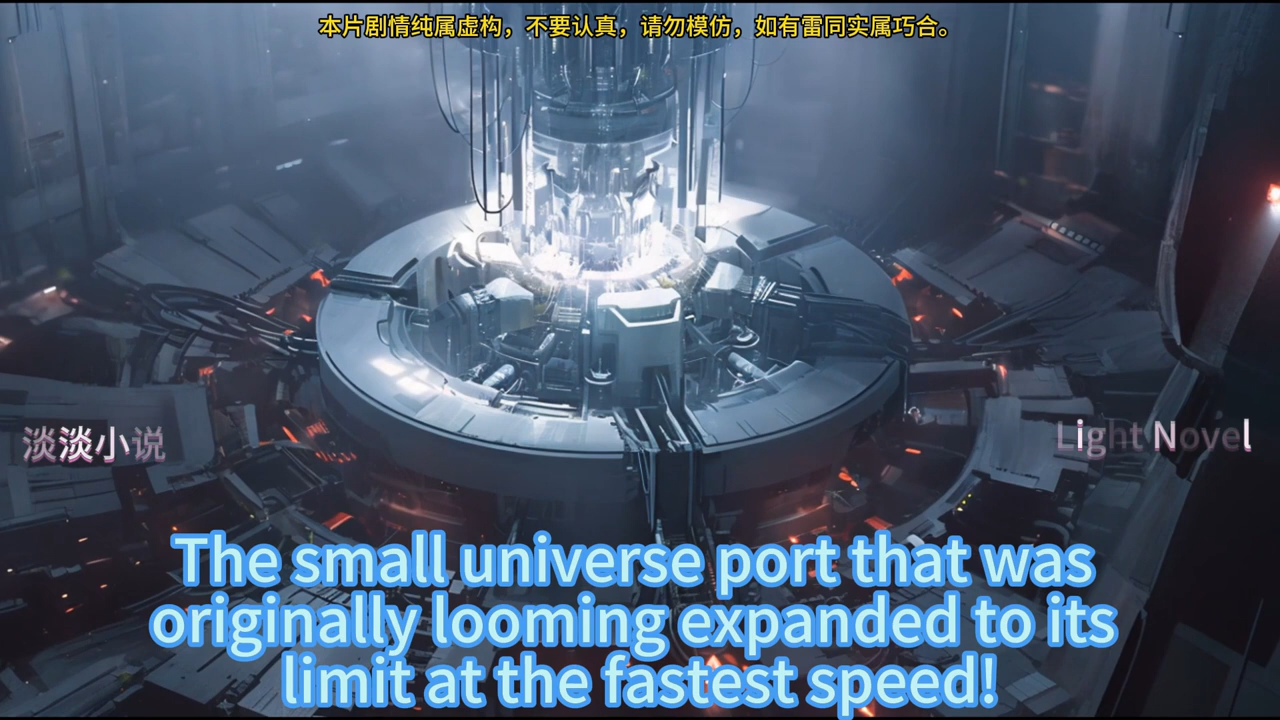 本片剧情纯属虚构，不要认真，请勿模仿，如有雷同实属巧合。
淡淡小说
Light Novel
The small universe port that was
originally looming expanded to its
limit at the fastest speed!